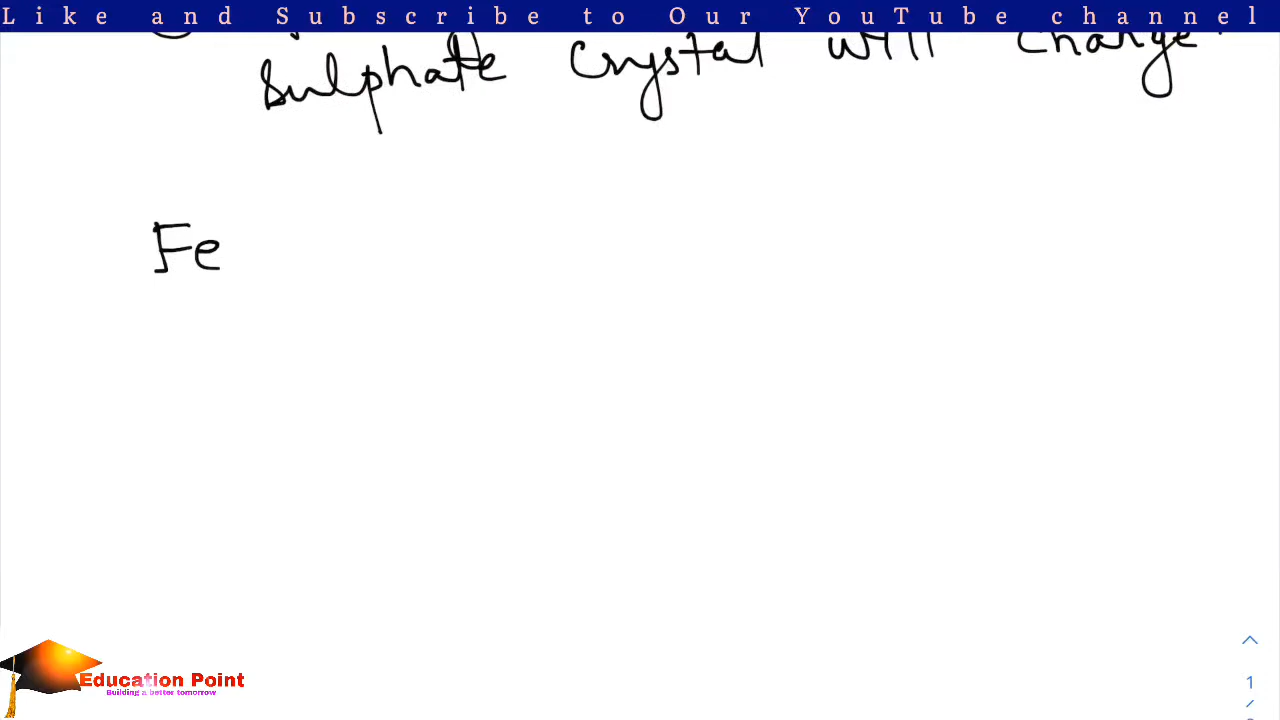 Like and Subscribe to Our YouTube channel
sulphate crystal will change
Fe
Education Point
Building a better tomorrow
1